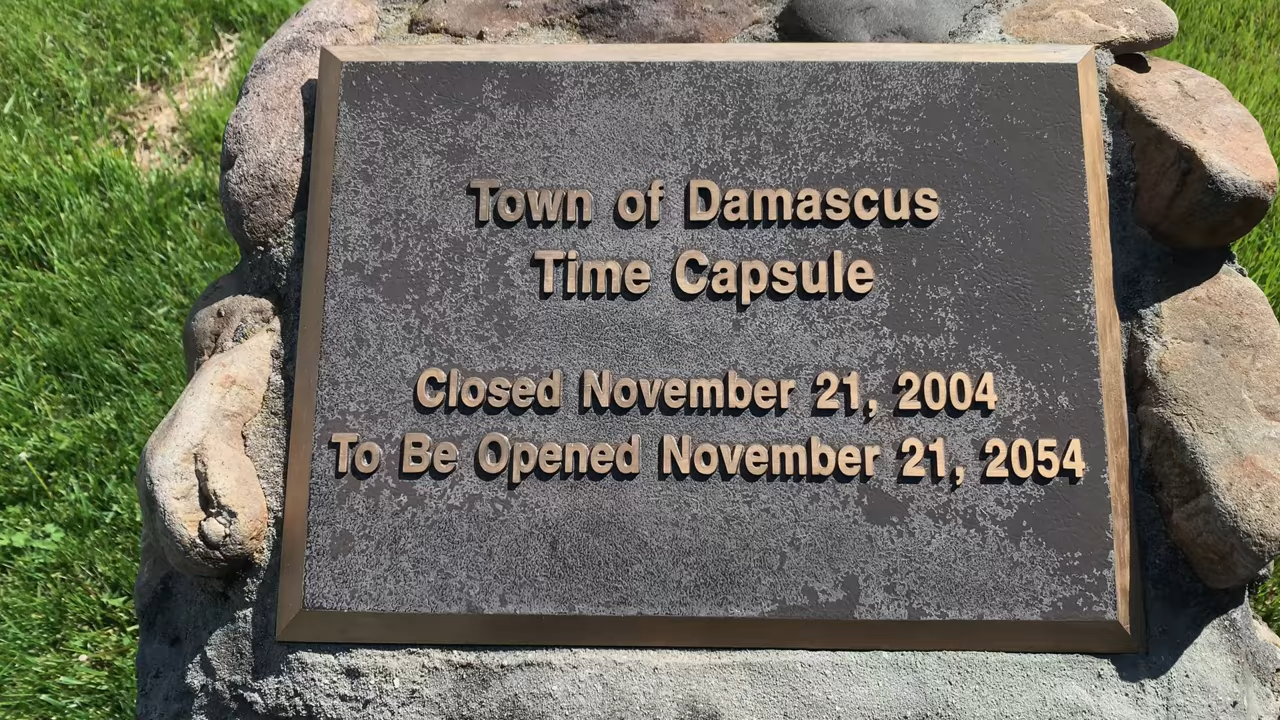 Town of Damascus
Time Capsule
Closed November 21, 2004
To Be Opened November 21, 2054